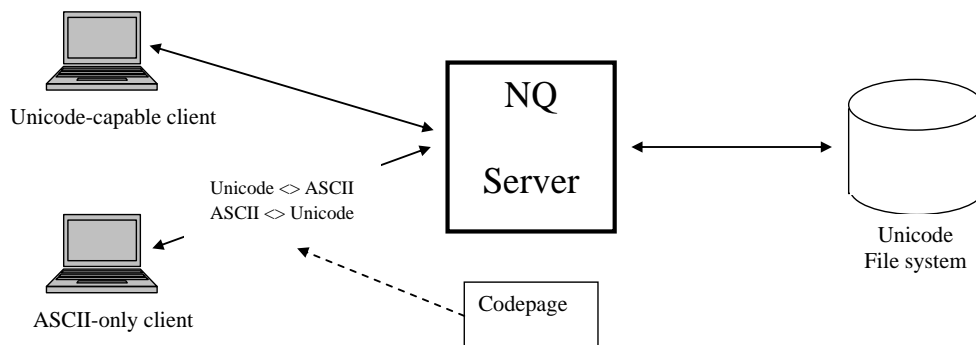 Unicode-capable client
NQ
Server
Unicode <> ASCII
ASCII <> Unicode
Unicode
File system
Codepage
ASCII-only client